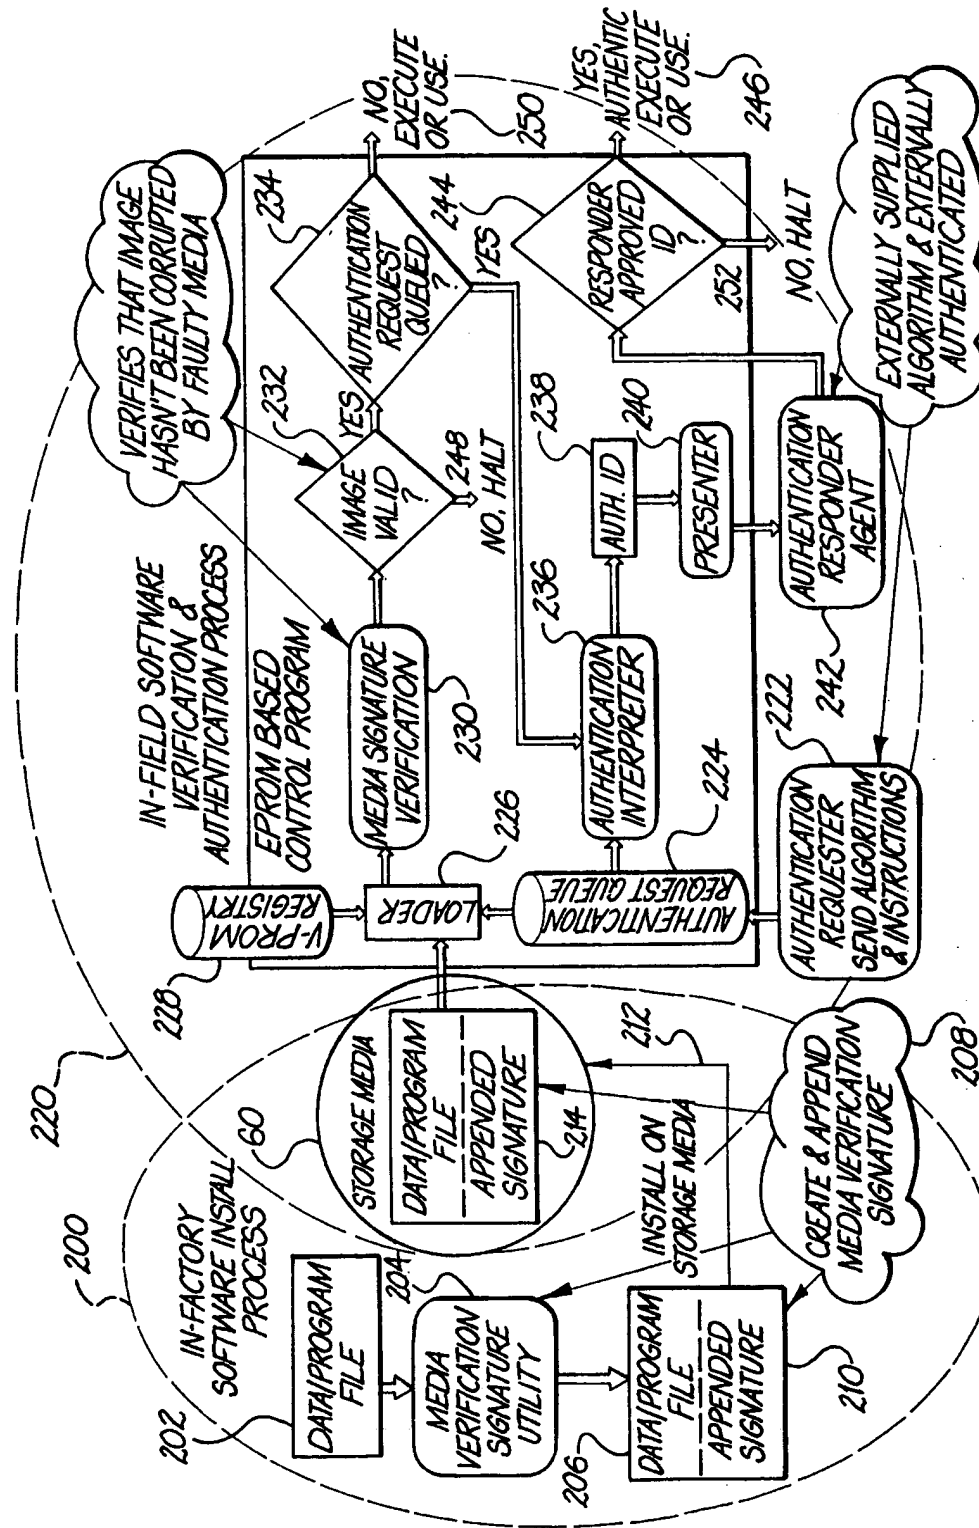 200
IN-FACTORY
SOFTWARE INSTALL
PROCESS
202
DATA/PROGRAM
FILE
204
MEDIA
VERIFICATION
SIGNATURE
UTILITY
206
DATA/PROGRAM
FILE
APPENDED
SIGNATURE
210
INSTALL ON
STORAGE MEDIA
212
CREATE & APPEND
MEDIA VERIFICATION
SIGNATURE
208
60
STORAGE MEDIA
DATA/PROGRAM
FILE
APPENDED
SIGNATURE
214
220
IN-FIELD SOFTWARE
VERIFICATION &
AUTHENTICATION PROCESS
228
V-PROM
REGISTRY
EPROM BASED
CONTROL PROGRAM
LOADER
226
AUTHENTICATION
REQUEST QUEUE
224
AUTHENTICATION
REQUESTER
SEND ALGORITHM
& INSTRUCTIONS
222
MEDIA SIGNATURE
VERIFICATION
230
VERIFIES THAT IMAGE
HASN'T BEEN CORRUPTED
BY FAULTY MEDIA
IMAGE
VALID
?
232
YES
248
NO, HALT
AUTHENTICATION
REQUEST
QUEUED
?
234
NO,
EXECUTE
OR USE.
250
YES
AUTHENTICATION
INTERPRETER
236
AUTH. ID
238
PRESENTER
240
AUTHENTICATION
RESPONDER
AGENT
242
RESPONDER
APPROVED
ID
?
244
YES,
AUTHENTIC
EXECUTE
OR USE.
246
252
NO, HALT
EXTERNALLY SUPPLIED
ALGORITHM & EXTERNALLY
AUTHENTICATED